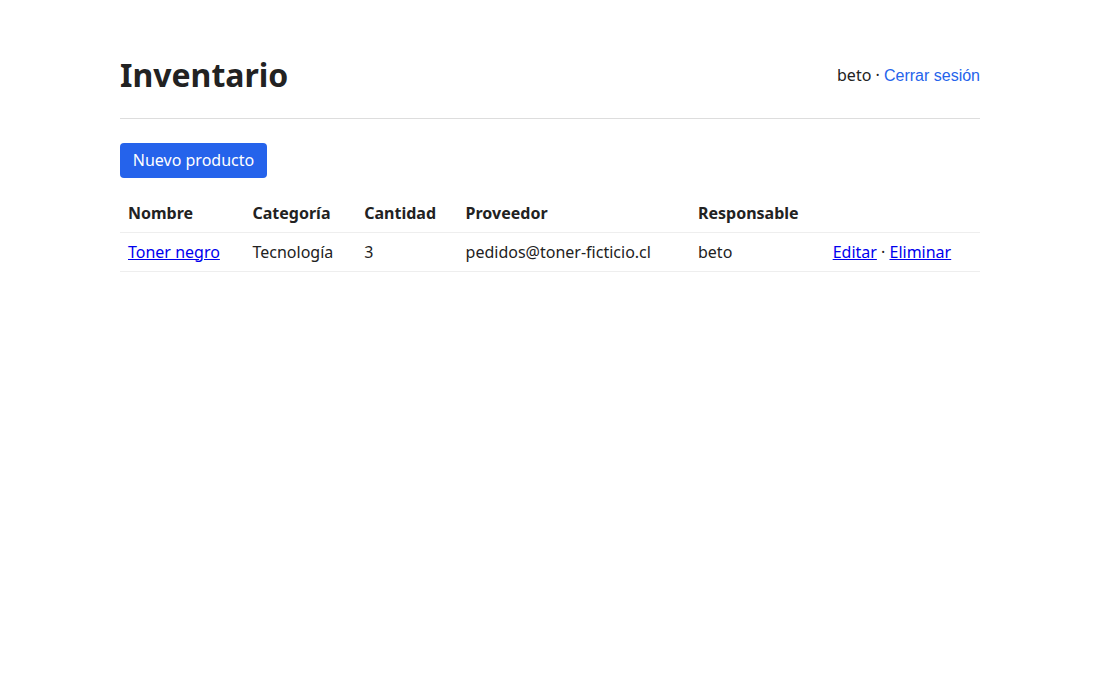 Inventario
beto · Cerrar sesión
Nuevo producto
Nombre Categoría Cantidad Proveedor Responsable
Toner negro Tecnología 3 pedidos@toner-ficticio.cl beto Editar · Eliminar